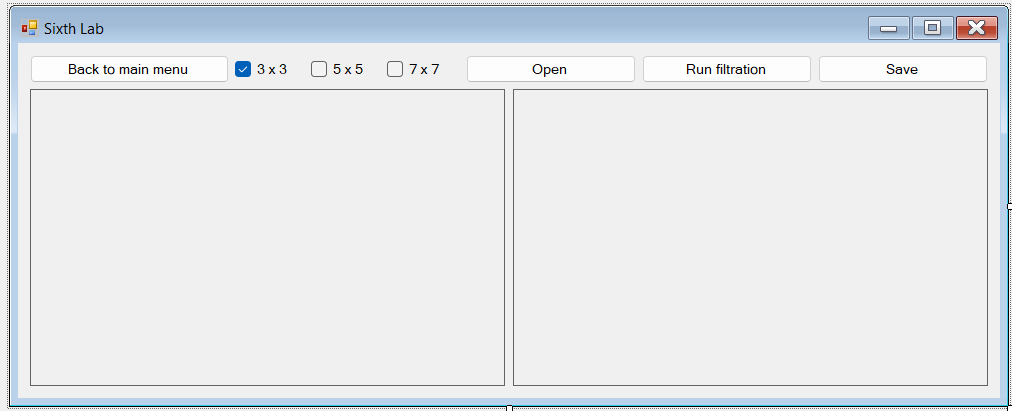 Sixth Lab
Back to main menu 3 x 3 5 x 5 7 x 7 Open Run filtration Save